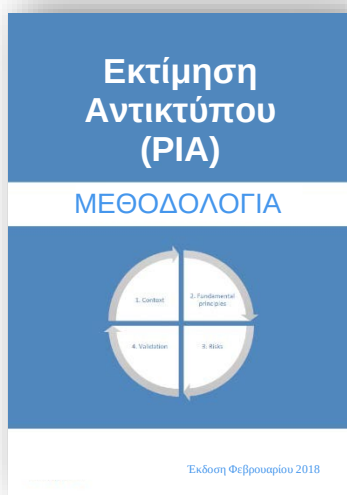 Εκτίμηση
Αντικτύπου
(PIA)
ΜΕΘΟΔΟΛΟΓΙΑ
1. Context
2. Fundamental
principles
4. Validation
3. Risks
Έκδοση Φεβρουαρίου 2018